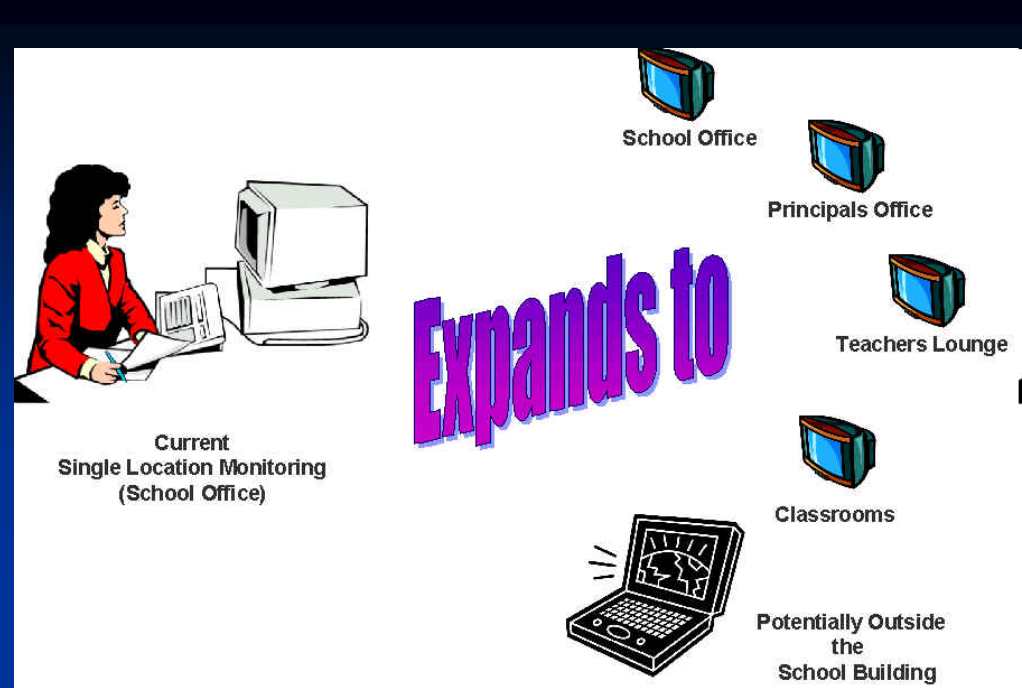 School Office
Principals Office
Teachers Lounge
Expands to
Current
Single Location Monitoring
(School Office)
Classrooms
Potentially Outside
the
School Building